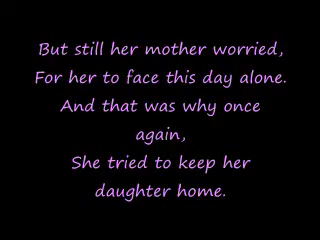 But still her mother worried,
For her to face this day alone.
And that was why once
again,
She tried to keep her
daughter home.